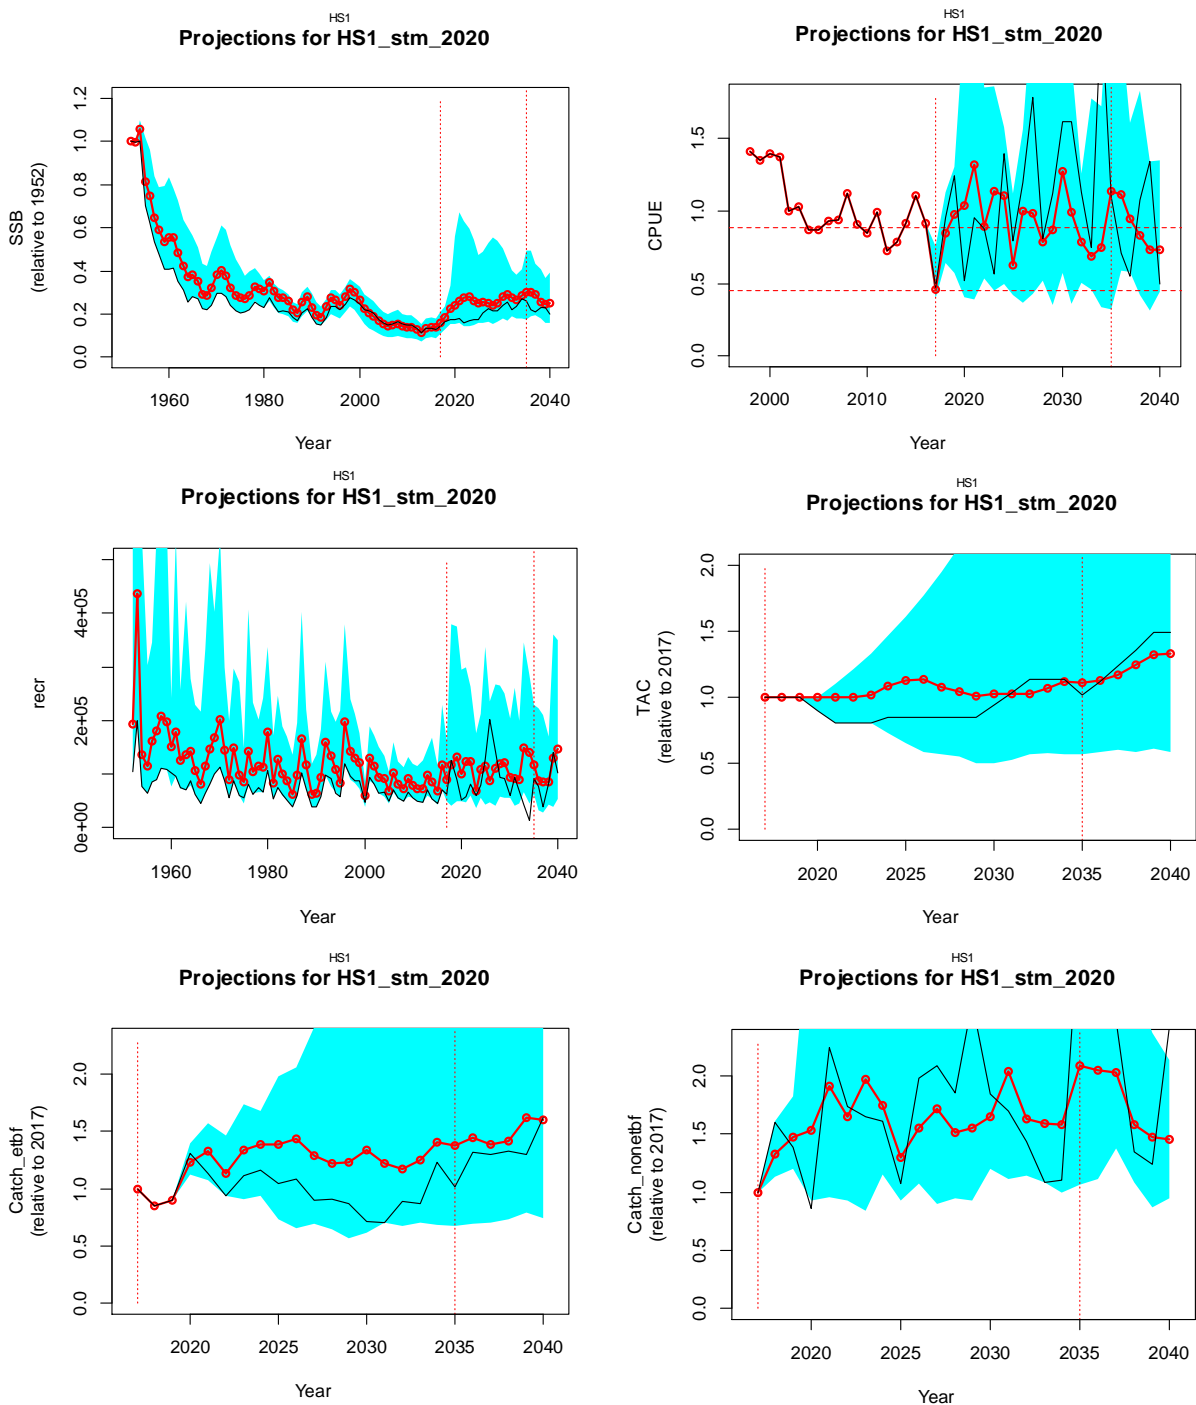 HS1
Projections for HS1_stm_2020
SSB
(relative to 1952)
0.0 0.2 0.4 0.6 0.8 1.0 1.2
1960 1980 2000 2020 2040
Year
HS1
Projections for HS1_stm_2020
CPUE
0.0 0.5 1.0 1.5
2000 2010 2020 2030 2040
Year
HS1
Projections for HS1_stm_2020
recr
0e+00 2e+05 4e+05
1960 1980 2000 2020 2040
Year
HS1
Projections for HS1_stm_2020
TAC
(relative to 2017)
0.0 0.5 1.0 1.5 2.0
2020 2025 2030 2035 2040
Year
HS1
Projections for HS1_stm_2020
Catch_etbf
(relative to 2017)
0.0 0.5 1.0 1.5 2.0
2020 2025 2030 2035 2040
Year
HS1
Projections for HS1_stm_2020
Catch_nonetbf
(relative to 2017)
0.0 0.5 1.0 1.5 2.0
2020 2025 2030 2035 2040
Year